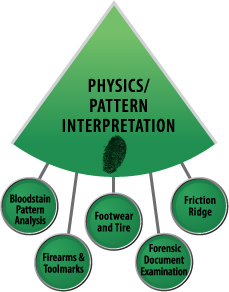 PHYSICS/
PATTERN
INTERPRETATION
Bloodstain
Pattern
Analysis
Firearms &
Toolmarks
Footwear
and Tire
Forensic
Document
Examination
Friction
Ridge